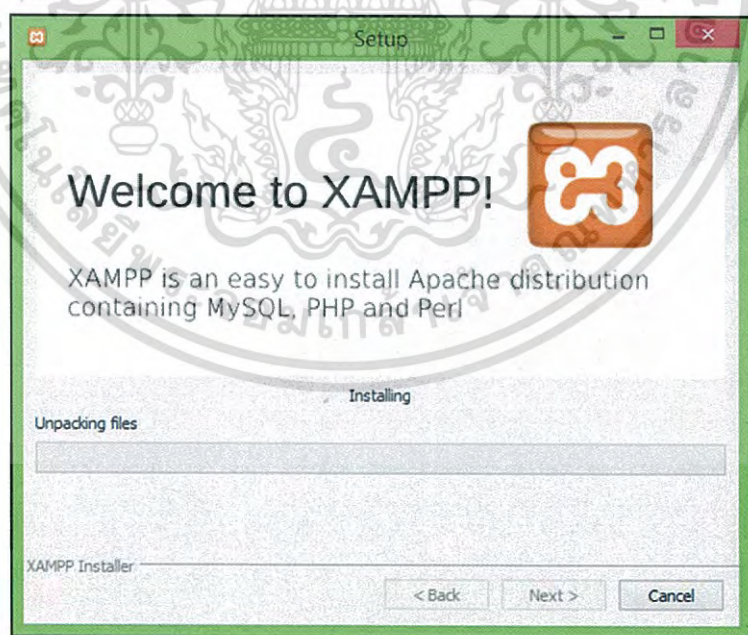 Setup
Welcome to XAMPP!
XAMPP is an easy to install Apache distribution
containing MySQL, PHP and Perl
Installing
Unpacking files
XAMPP Installer
< Back
Next >
Cancel